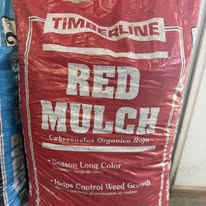 TIMBERLINE
RED
MULCH
Cubresuelos Organico Rojo
• Season Long Color
• Helps Control Weed Growth